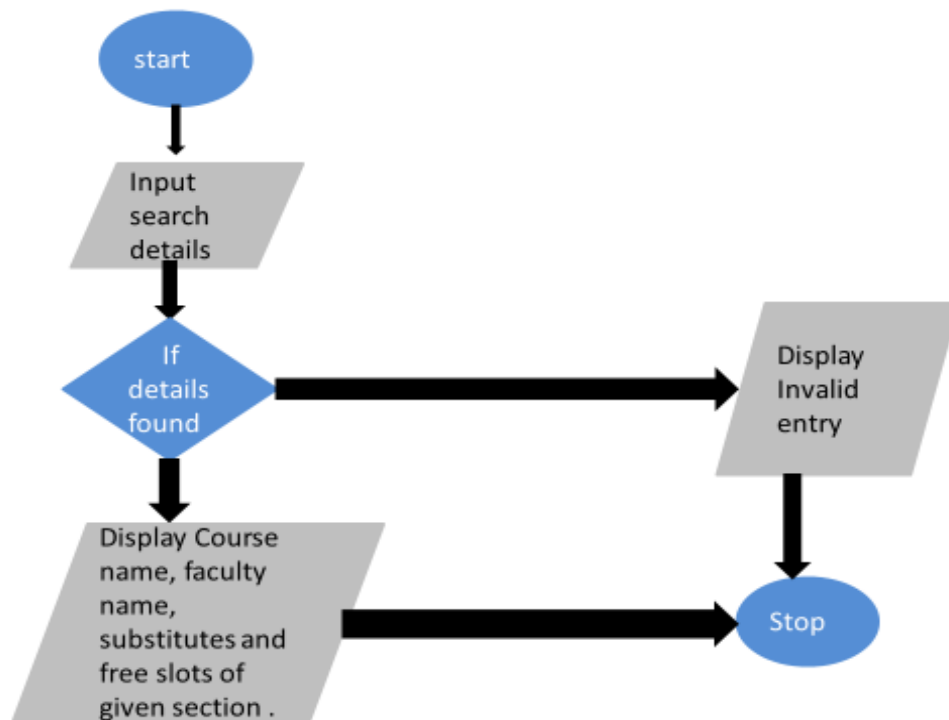 start
Input
search
details
If
details
found
Display
Invalid
entry
Display Course
name, faculty
name,
substitutes and
free slots of
given section .
Stop